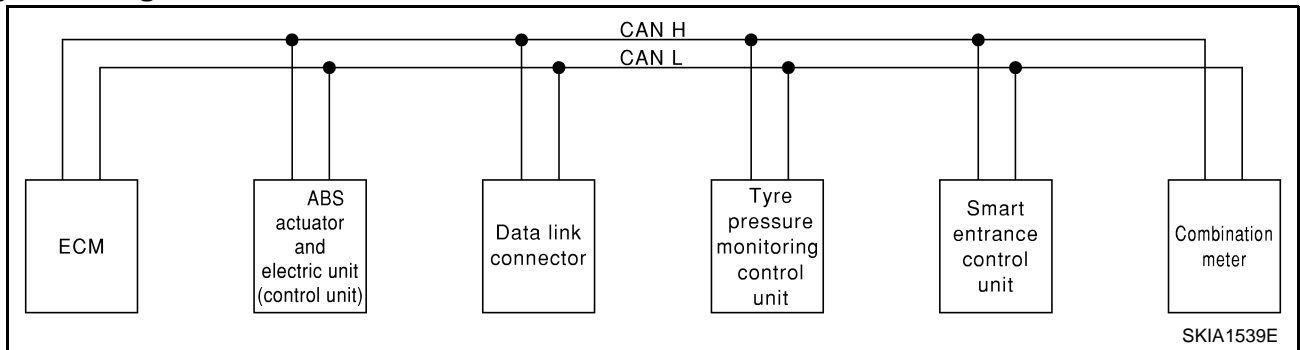 CAN H
CAN L
ECM
ABS
actuator
and
electric unit
(control unit)
Data link
connector
Tyre
pressure
monitoring
control
unit
Smart
entrance
control
unit
Combination
meter
SKIA1539E